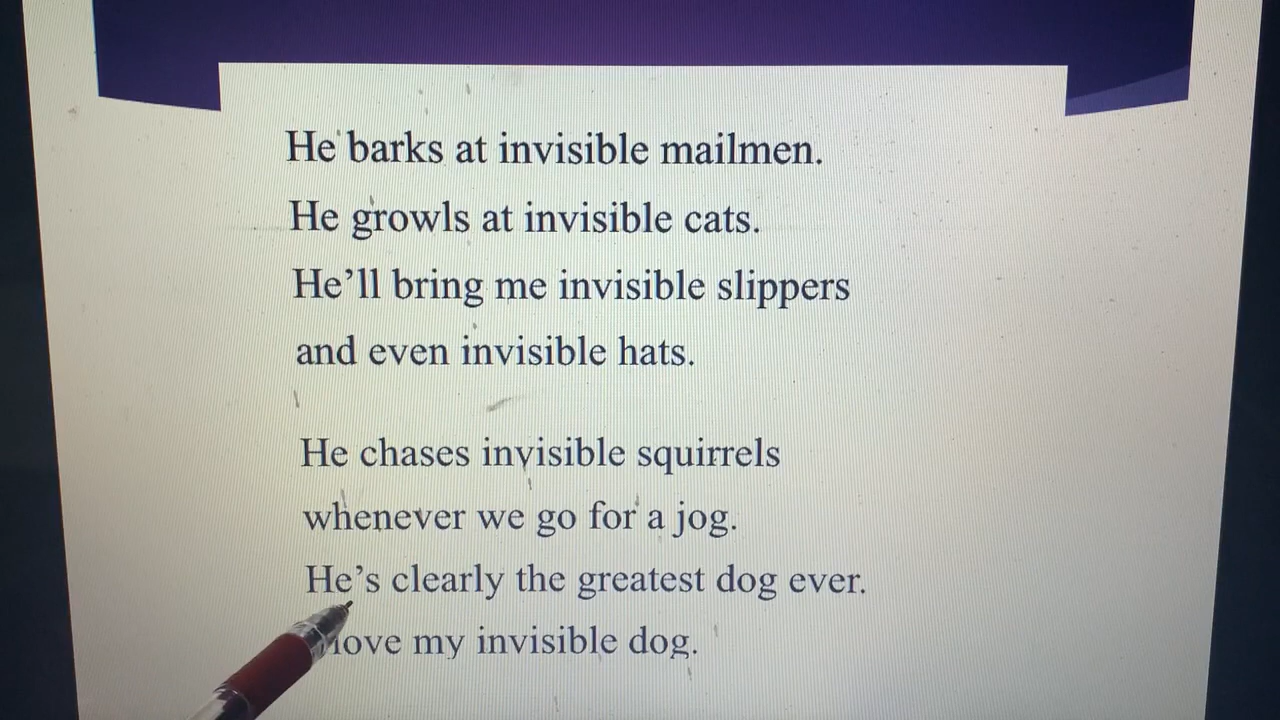 He barks at invisible mailmen.
He growls at invisible cats.
He’ll bring me invisible slippers
and even invisible hats.
He chases invisible squirrels
whenever we go for a jog.
He’s clearly the greatest dog ever.
love my invisible dog.